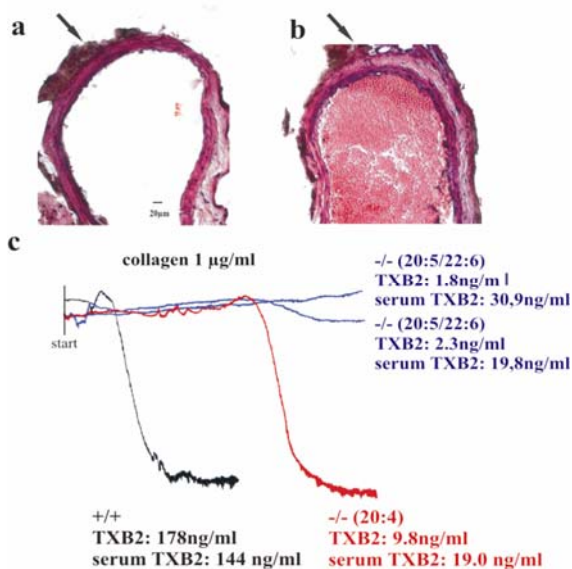 a
b
20µm
c
collagen 1 µg/ml
-/- (20:5/22:6)
TXB2: 1.8ng/m l
serum TXB2: 30,9ng/ml
-/- (20:5/22:6)
TXB2: 2.3ng/ml
serum TXB2: 19,8ng/ml
start
+/+
TXB2: 178ng/ml
serum TXB2: 144 ng/ml
-/- (20:4)
TXB2: 9.8ng/ml
serum TXB2: 19.0 ng/ml